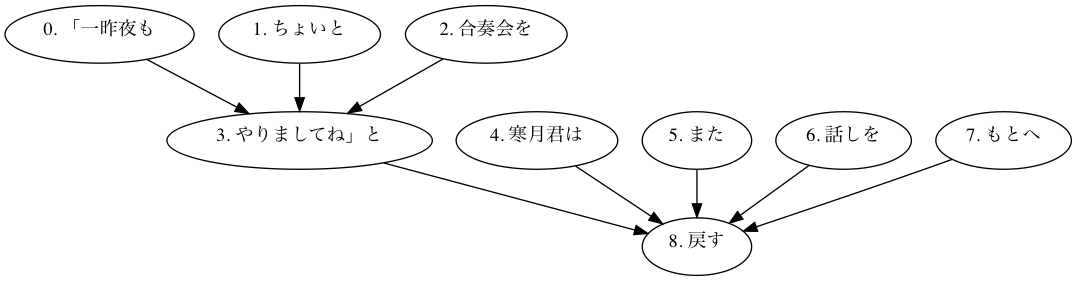 0. 「一昨夜も
1. ちょいと
2. 合奏会を
3. やりましてね」と
4. 寒月君は
5. また
6. 話しを
7. もとへ
8. 戻す